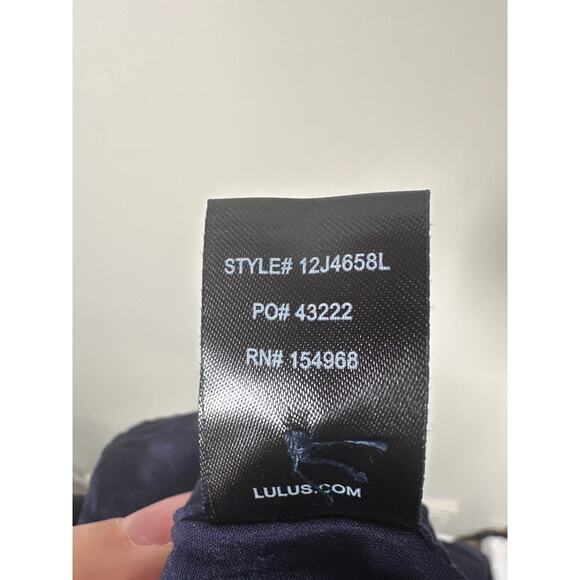 STYLE# 12J4658L
PO# 43222
RN# 154968
LULUS.COM